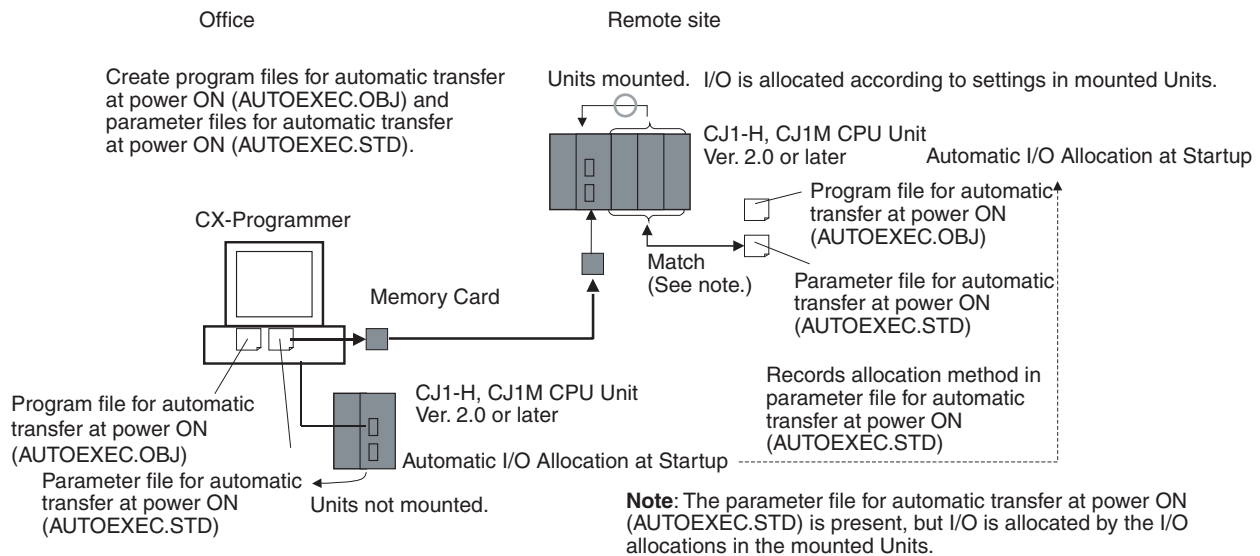 Office
Remote site
Create program files for automatic transfer
at power ON (AUTOEXEC.OBJ) and
parameter files for automatic transfer
at power ON (AUTOEXEC.STD).
Units mounted.
I/O is allocated according to settings in mounted Units.
CJ1-H, CJ1M CPU Unit
Ver. 2.0 or later
Automatic I/O Allocation at Startup
Program file for automatic
transfer at power ON
(AUTOEXEC.OBJ)
CX-Programmer
Match
(See note.)
Parameter file for automatic
transfer at power ON
(AUTOEXEC.STD)
Memory Card
Records allocation method in
parameter file for automatic
transfer at power ON
(AUTOEXEC.STD)
CJ1-H, CJ1M CPU Unit
Ver. 2.0 or later
Program file for automatic
transfer at power ON
(AUTOEXEC.OBJ)
Automatic I/O Allocation at Startup
Parameter file for automatic
transfer at power ON
(AUTOEXEC.STD)
Units not mounted.
Note: The parameter file for automatic transfer at power ON
(AUTOEXEC.STD) is present, but I/O is allocated by the I/O
allocations in the mounted Units.